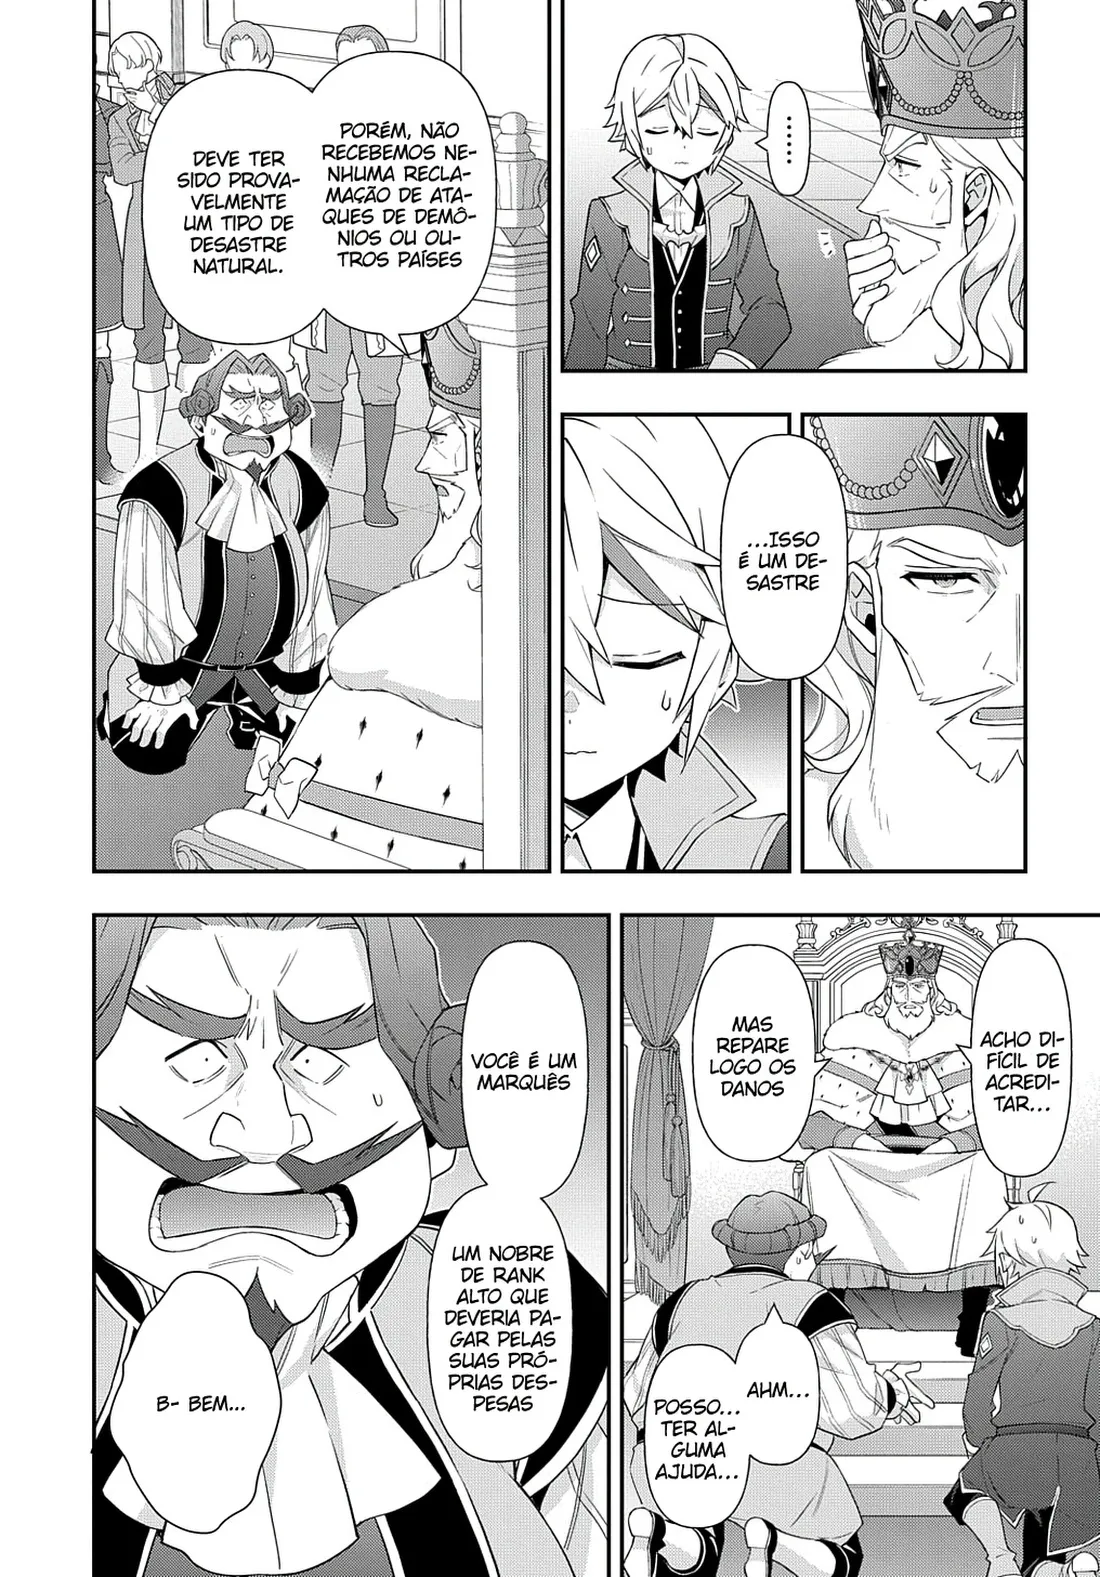 ......
...ISSO
É UM DE-
SASTRE
PORÉM, NÃO
RECEBEMOS NE-
NHUMA RECLA-
MAÇÃO DE ATA-
QUES DE DEMÔ-
NIOS OU OU-
TROS PAÍSES
DEVE TER
SIDO PROVA-
VELMENTE
UM TIPO DE
DESASTRE
NATURAL.
ACHO DI-
FÍCIL DE
ACREDI-
TAR...
MAS
REPARE
LOGO OS
DANOS
AHM...
POSSO...
TER AL-
GUMA
AJUDA...
VOCÊ É UM
MARQUÊS
UM NOBRE
DE RANK
ALTO QUE
DEVERIA PA-
GAR PELAS
SUAS PRÓ-
PRIAS DES-
PESAS
B- BEM...